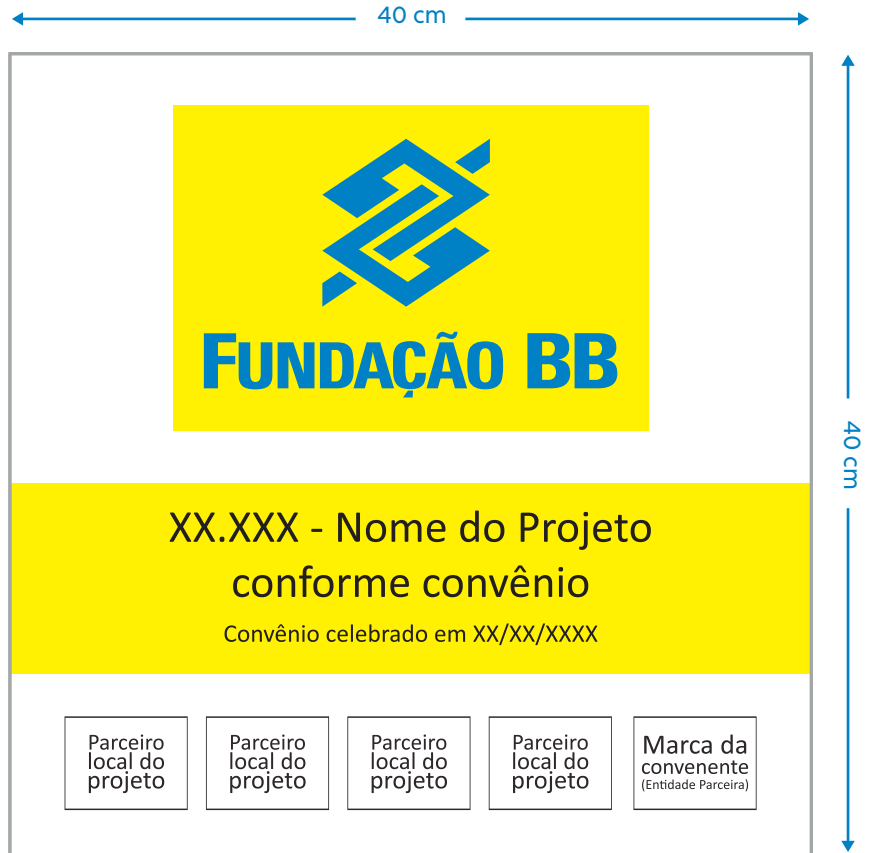 40 cm
FUNDAÇÃO BB
40 cm
XX.XXX - Nome do Projeto
conforme convênio
Convênio celebrado em XX/XX/XXXX
Parceiro
local do
projeto
Parceiro
local do
projeto
Parceiro
local do
projeto
Parceiro
local do
projeto
Marca da
convenente
(Entidade Parceira)